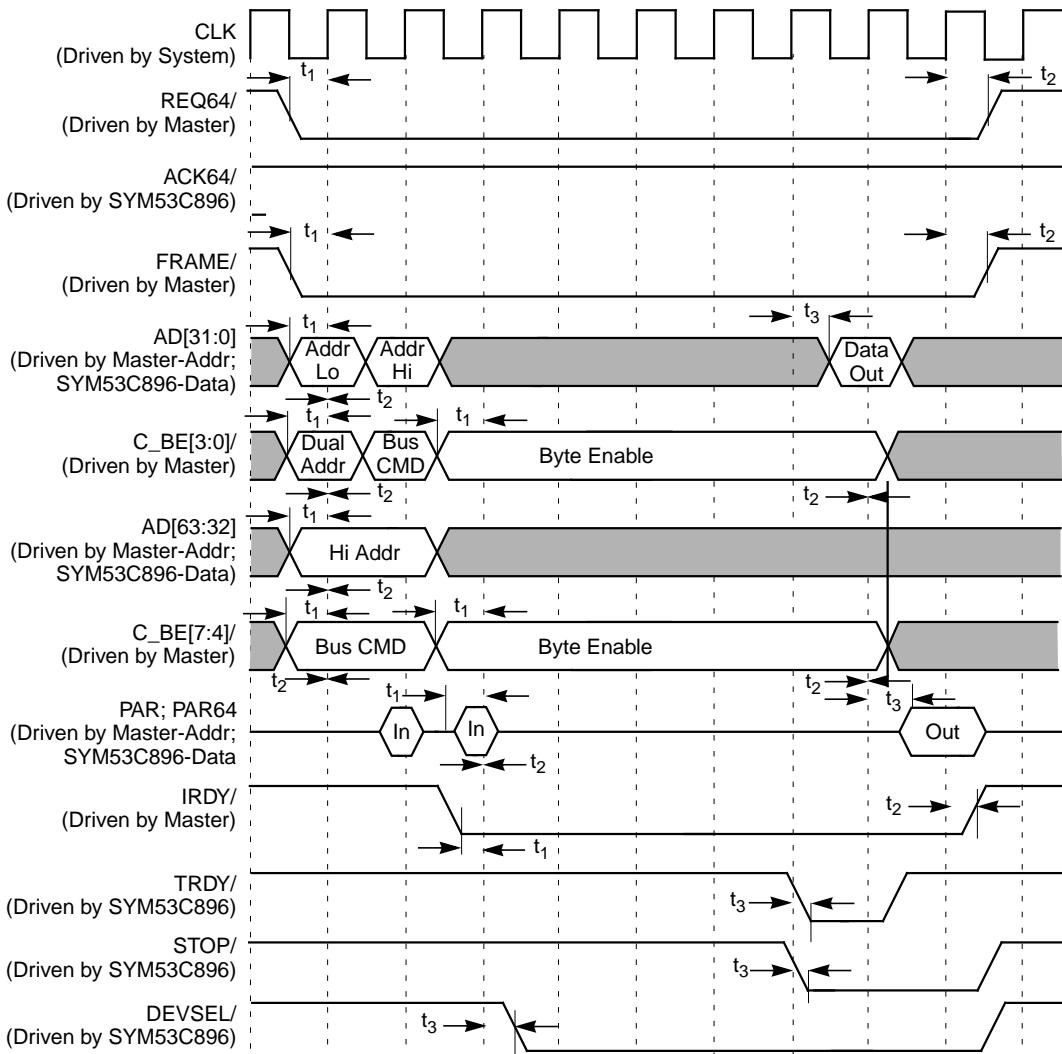 CLK
(Driven by System)
t1
t2
REQ64/
(Driven by Master)
ACK64/
(Driven by SYM53C896)
t1
t2
FRAME/
(Driven by Master)
t3
AD[31:0]
(Driven by Master-Addr;
SYM53C896-Data)
t1
Addr
Lo
Addr
Hi
Data
Out
t2
t1
t1
C_BE[3:0]/
(Driven by Master)
Dual
Addr
Bus
CMD
Byte Enable
t2
t2
AD[63:32]
(Driven by Master-Addr;
SYM53C896-Data)
t1
Hi Addr
t2
t1
t1
C_BE[7:4]/
(Driven by Master)
Bus CMD
Byte Enable
t2
t2
t1
t3
PAR; PAR64
(Driven by Master-Addr;
SYM53C896-Data
In
In
Out
t2
IRDY/
(Driven by Master)
t2
t1
TRDY/
(Driven by SYM53C896)
t3
STOP/
(Driven by SYM53C896)
t3
DEVSEL/
(Driven by SYM53C896)
t3